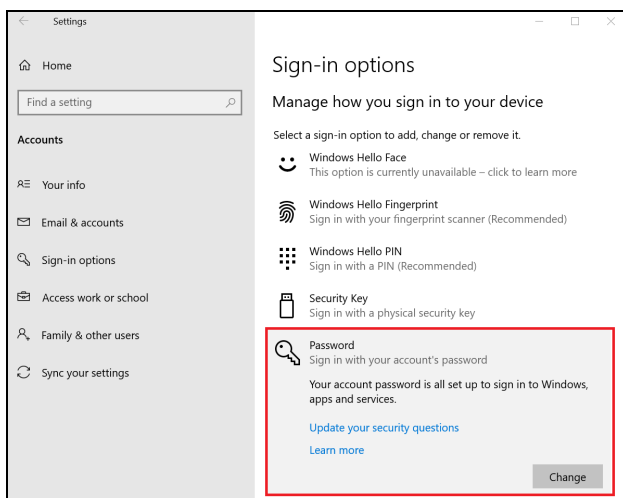 Settings
Home
Find a setting
Accounts
Your info
Email & accounts
Sign-in options
Access work or school
Family & other users
Sync your settings
Sign-in options
Manage how you sign in to your device
Select a sign-in option to add, change or remove it.
Windows Hello Face
This option is currently unavailable – click to learn more
Windows Hello Fingerprint
Sign in with your fingerprint scanner (Recommended)
Windows Hello PIN
Sign in with a PIN (Recommended)
Security Key
Sign in with a physical security key
Password
Sign in with your account's password
Your account password is all set up to sign in to Windows,
apps and services.
Update your security questions
Learn more
Change